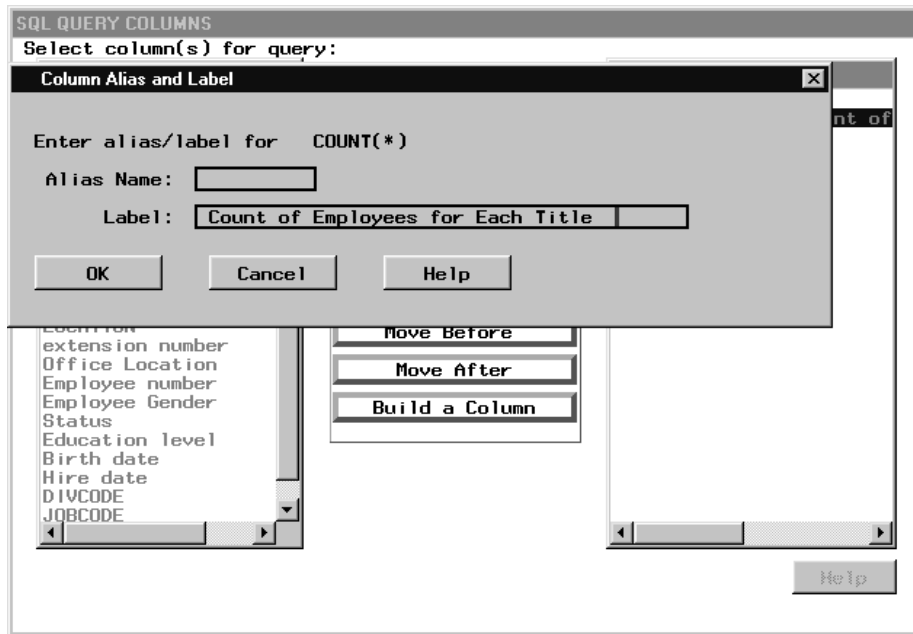 SQL QUERY COLUMNS
Select column(s) for query:
Column Alias and Label
nt of
Enter alias/label for COUNT(*)
Alias Name:
Label: Count of Employees for Each Title
OK Cancel Help
LOCATION
Move Before
extension number
Office Location
Move After
Employee number
Employee Gender
Build a Column
Status
Education level
Birth date
Hire date
DIVCODE
JOBCODE
Help